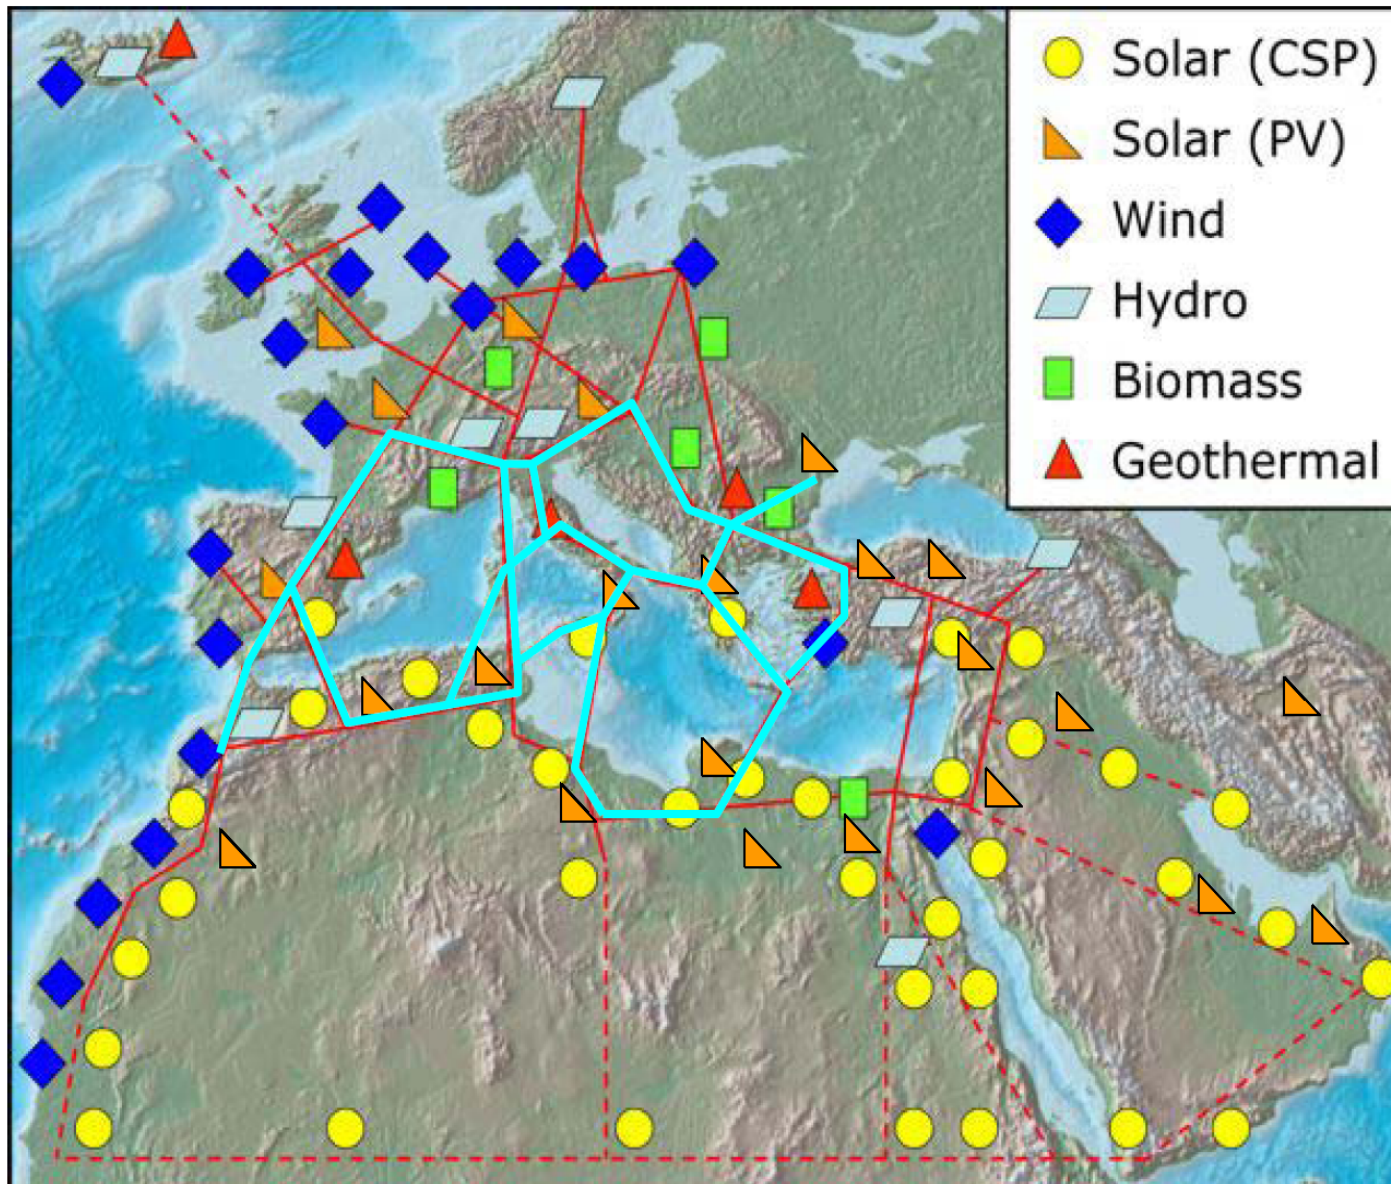 Solar (CSP)
Solar (PV)
Wind
Hydro
Biomass
Geothermal